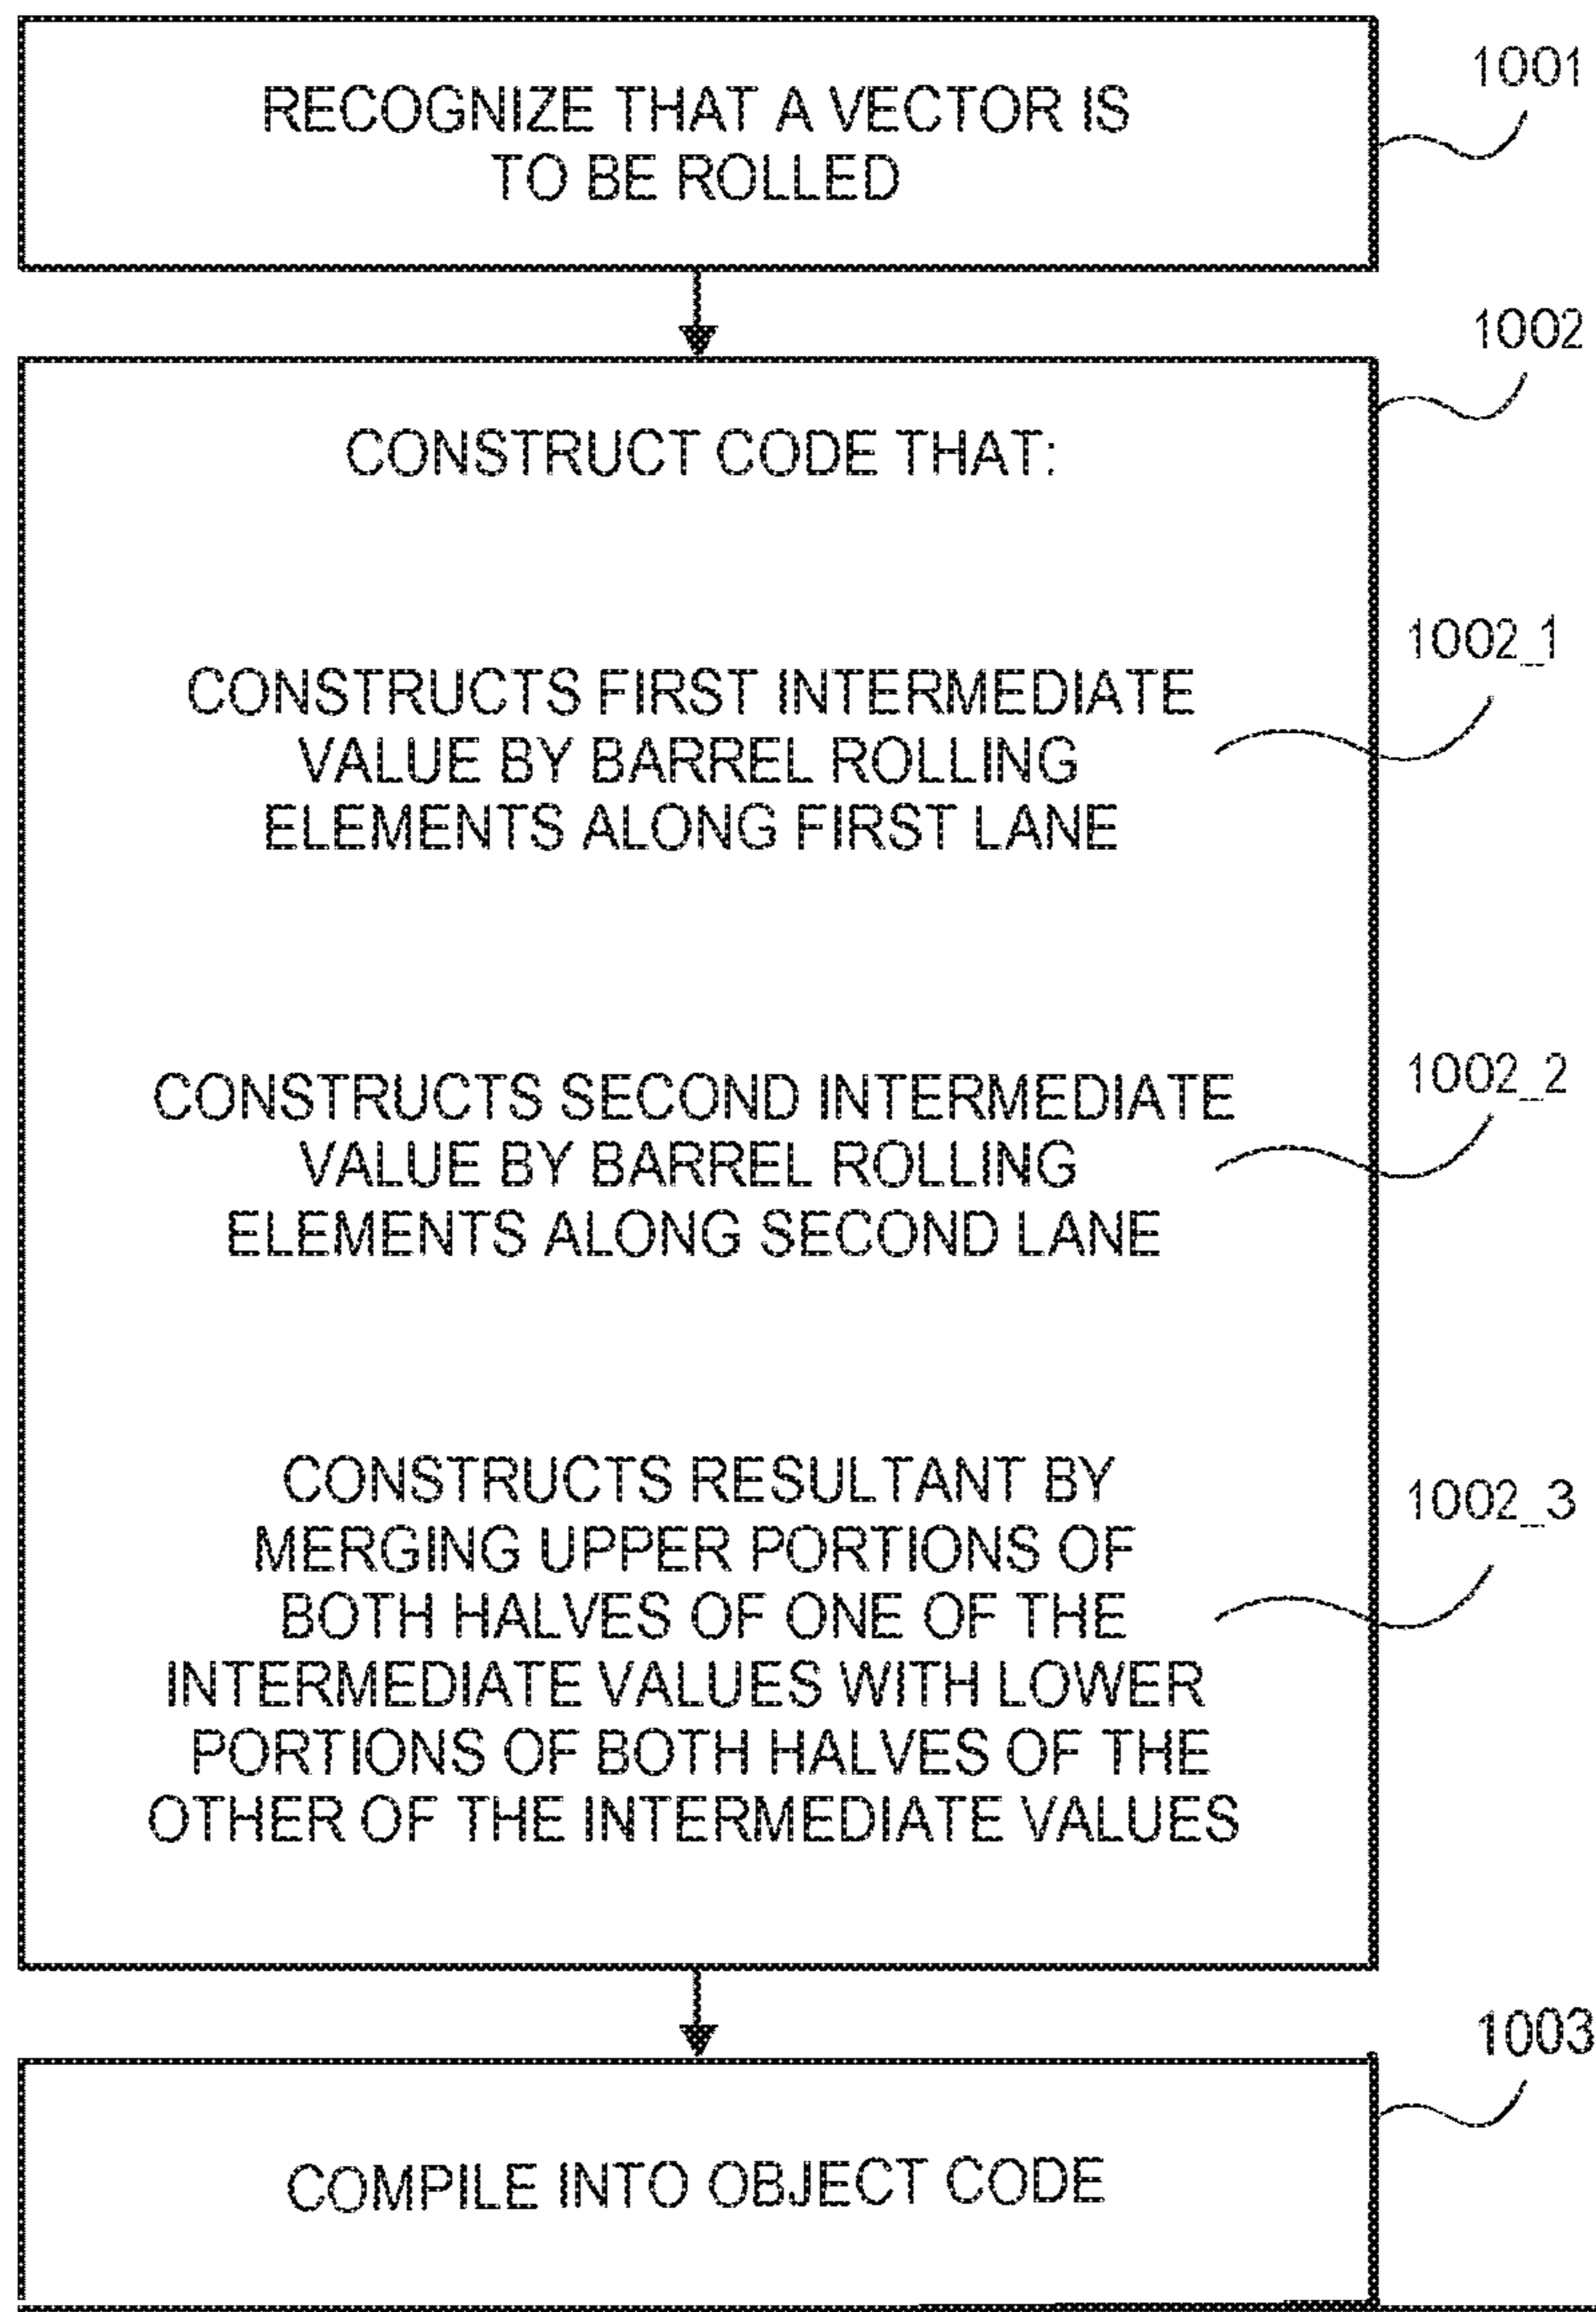 RECOGNIZE THAT A VECTOR IS
TO BE ROLLED
1001
CONSTRUCT CODE THAT:
1002
CONSTRUCTS FIRST INTERMEDIATE
VALUE BY BARREL ROLLING
ELEMENTS ALONG FIRST LANE
1002_1
CONSTRUCTS SECOND INTERMEDIATE
VALUE BY BARREL ROLLING
ELEMENTS ALONG SECOND LANE
1002_2
CONSTRUCTS RESULTANT BY
MERGING UPPER PORTIONS OF
BOTH HALVES OF ONE OF THE
INTERMEDIATE VALUES WITH LOWER
PORTIONS OF BOTH HALVES OF THE
OTHER OF THE INTERMEDIATE VALUES
1002_3
COMPILE INTO OBJECT CODE
1003